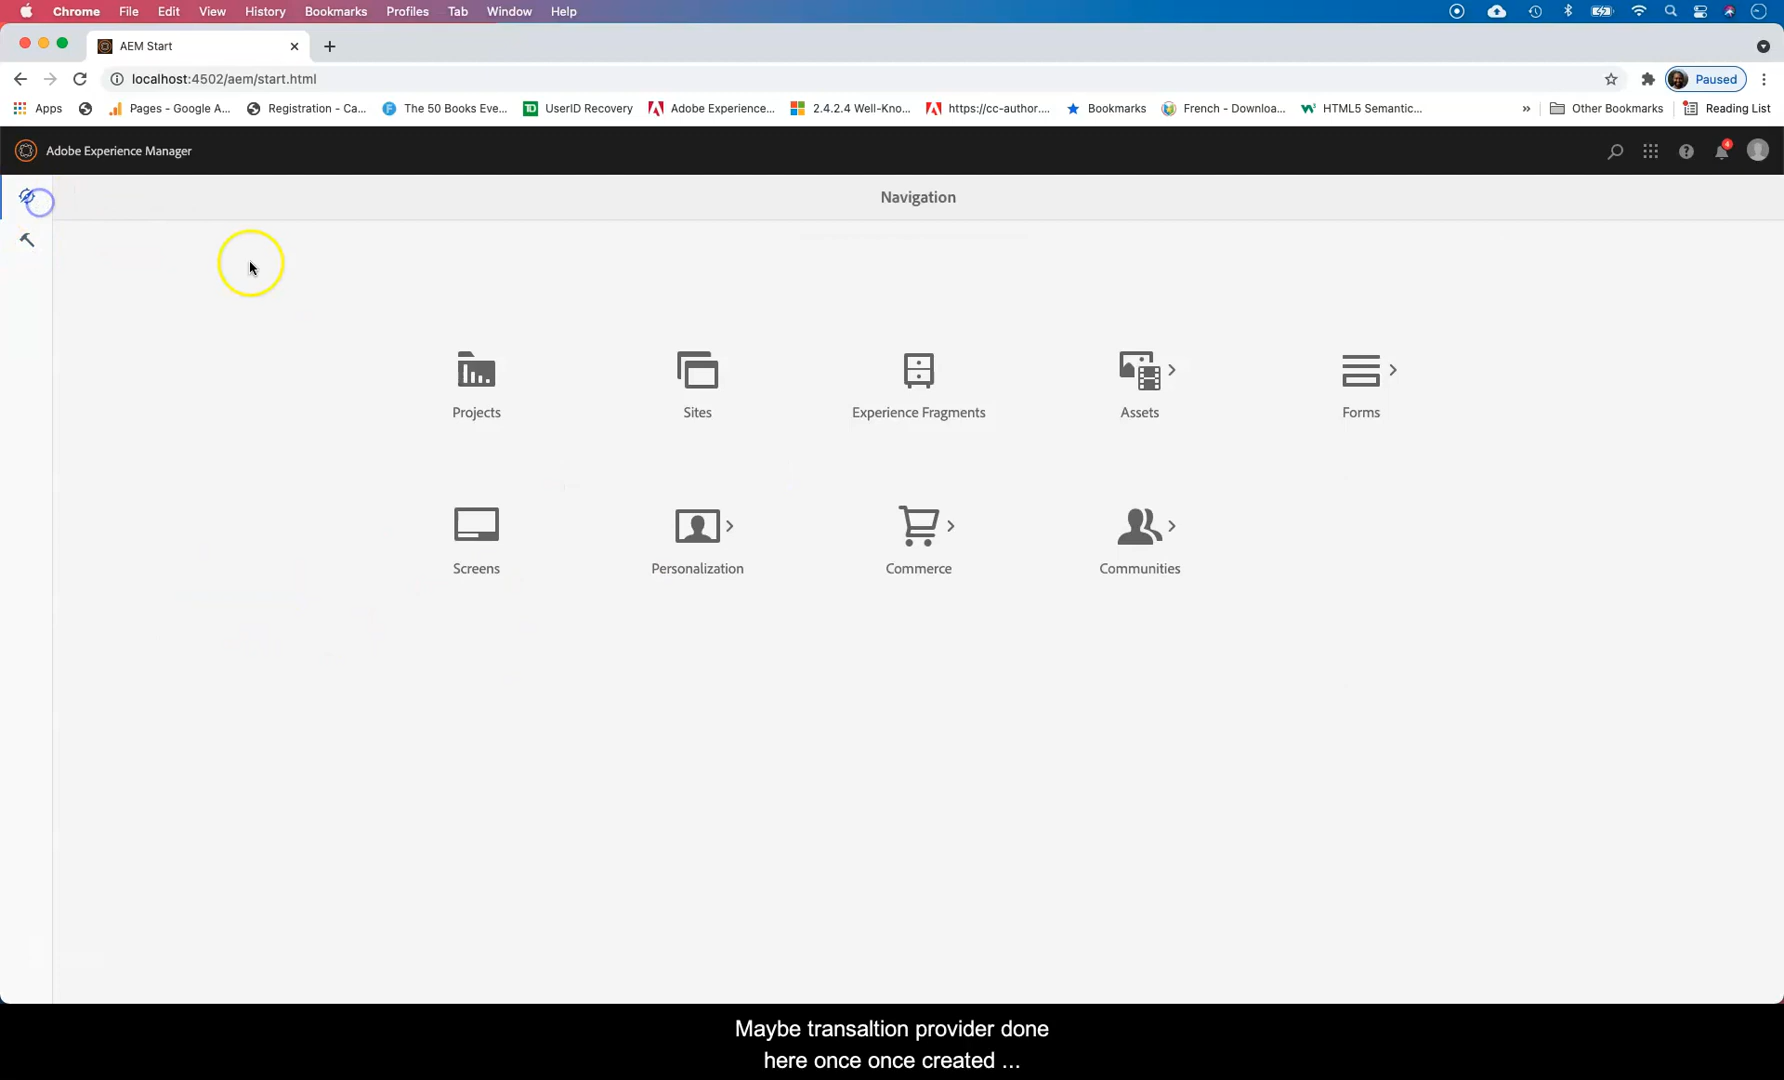 Chrome File Edit View History Bookmarks Profiles Tab Window Help
AEM Start
localhost:4502/aem/start.html
Paused
Apps Pages - Google A... Registration - Ca... The 50 Books Eve... UserID Recovery Adobe Experience... 2.4.2.4 Well-Kno... https://cc-author.... Bookmarks French - Downloa... HTML5 Semantic... » Other Bookmarks Reading List
Adobe Experience Manager
4
Navigation
Projects Sites Experience Fragments Assets Forms
Screens Personalization Commerce Communities
Maybe transaltion provider done
here once once created ...